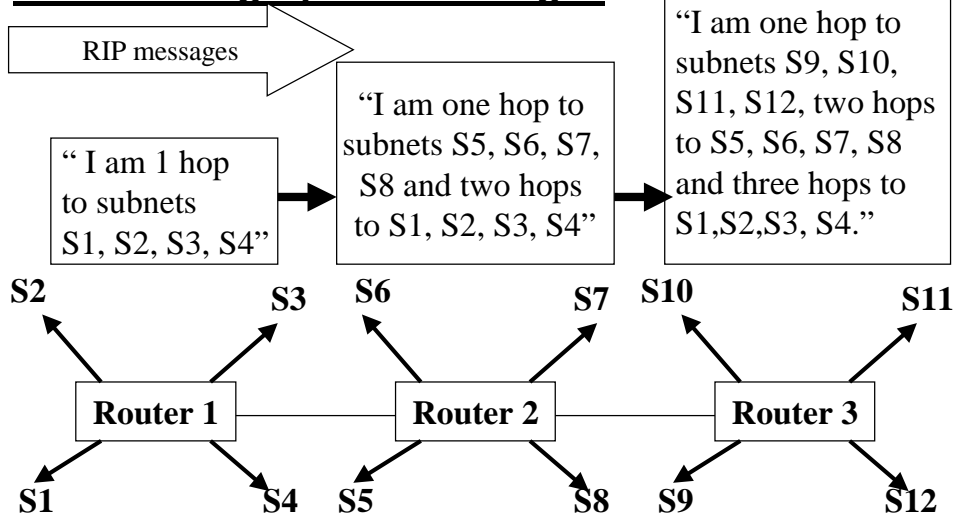 RIP messages
“ I am 1 hop
to subnets
S1, S2, S3, S4”
“I am one hop to
subnets S5, S6, S7,
S8 and two hops
to S1, S2, S3, S4”
“I am one hop to
subnets S9, S10,
S11, S12, two hops
to S5, S6, S7, S8
and three hops to
S1,S2,S3, S4.”
S2
S3
S6
S7
S10
S11
Router 1
Router 2
Router 3
S1
S4
S5
S8
S9
S12